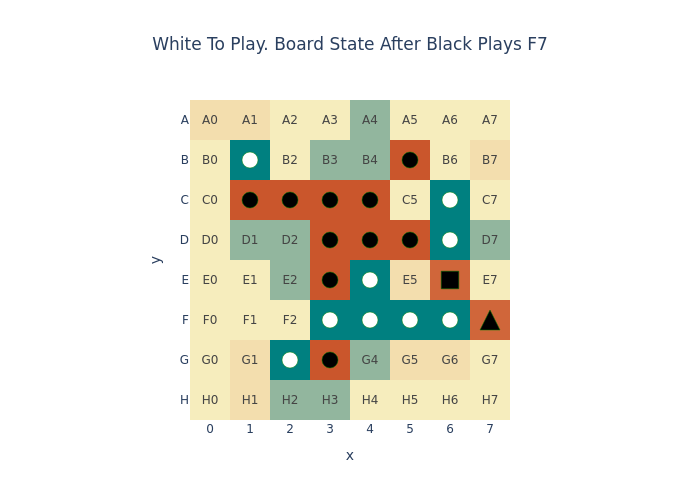 White To Play. Board State After Black Plays F7
A A0 A1 A2 A3 A4 A5 A6 A7
B B0 B2 B3 B4 B6 B7
C C0 C5 C7
D D0 D1 D2 D7
E E0 E1 E2 E5 E7
F F0 F1 F2
G G0 G1 G4 G5 G6 G7
H H0 H1 H2 H3 H4 H5 H6 H7
0 1 2 3 4 5 6 7
x
y